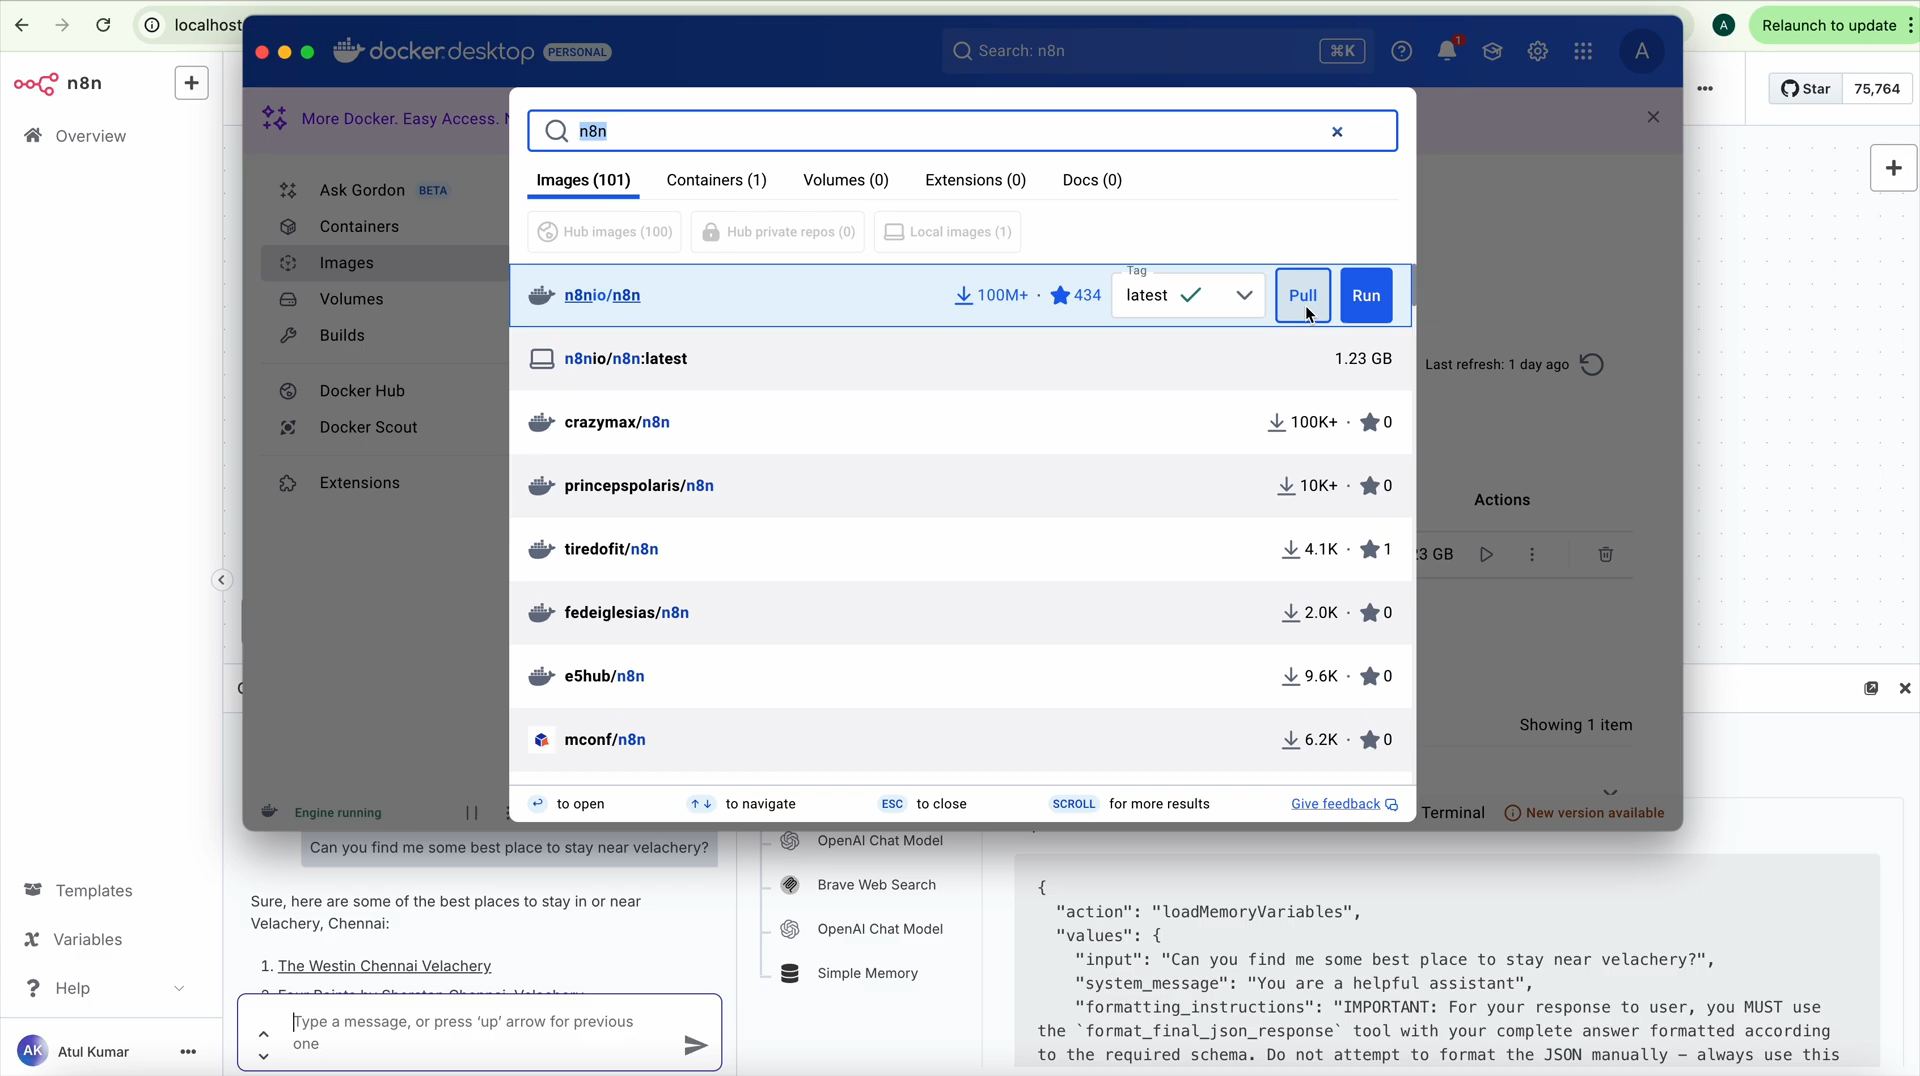 localhost
A
Relaunch to update
n8n
Overview
docker.desktop
PERSONAL
Search: n8n
⌘K
1
A
Star
75,764
More Docker. Easy Access.
n8n
Images (101)
Containers (1)
Volumes (0)
Extensions (0)
Docs (0)
Hub images (100)
Hub private repos (0)
Local images (1)
Ask Gordon
BETA
Containers
Images
Volumes
Builds
Docker Hub
Docker Scout
Extensions
n8nio/n8n
100M+ · 434
Tag
latest
Pull
Run
n8nio/n8n:latest
1.23 GB
Last refresh: 1 day ago
crazymax/n8n
100K+ · 0
princepspolaris/n8n
10K+ · 0
Actions
tiredofit/n8n
4.1K · 1
GB
fedeiglesias/n8n
2.0K · 0
e5hub/n8n
9.6K · 0
mconf/n8n
6.2K · 0
Showing 1 item
to open
to navigate
ESC to close
SCROLL for more results
Give feedback
Engine running
Terminal
New version available
Can you find me some best place to stay near velachery?
Sure, here are some of the best places to stay in or near
Velachery, Chennai:
1. The Westin Chennai Velachery
Type a message, or press ‘up’ arrow for previous
one
OpenAI Chat Model
Brave Web Search
OpenAI Chat Model
Simple Memory
{
"action": "loadMemoryVariables",
"values": {
"input": "Can you find me some best place to stay near velachery?",
"system_message": "You are a helpful assistant",
"formatting_instructions": "IMPORTANT: For your response to user, you MUST use
the `format_final_json_response` tool with your complete answer formatted according
to the required schema. Do not attempt to format the JSON manually – always use this
Templates
Variables
Help
AK
Atul Kumar